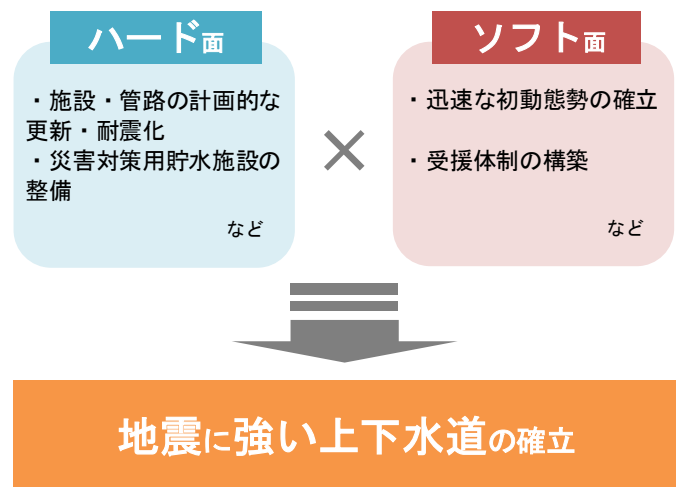 ハード面
・施設・管路の計画的な
更新・耐震化
・災害対策用貯水施設の
整備
など
×
ソフト面
・迅速な初動態勢の確立
・受援体制の構築
など
地震に強い上下水道の確立